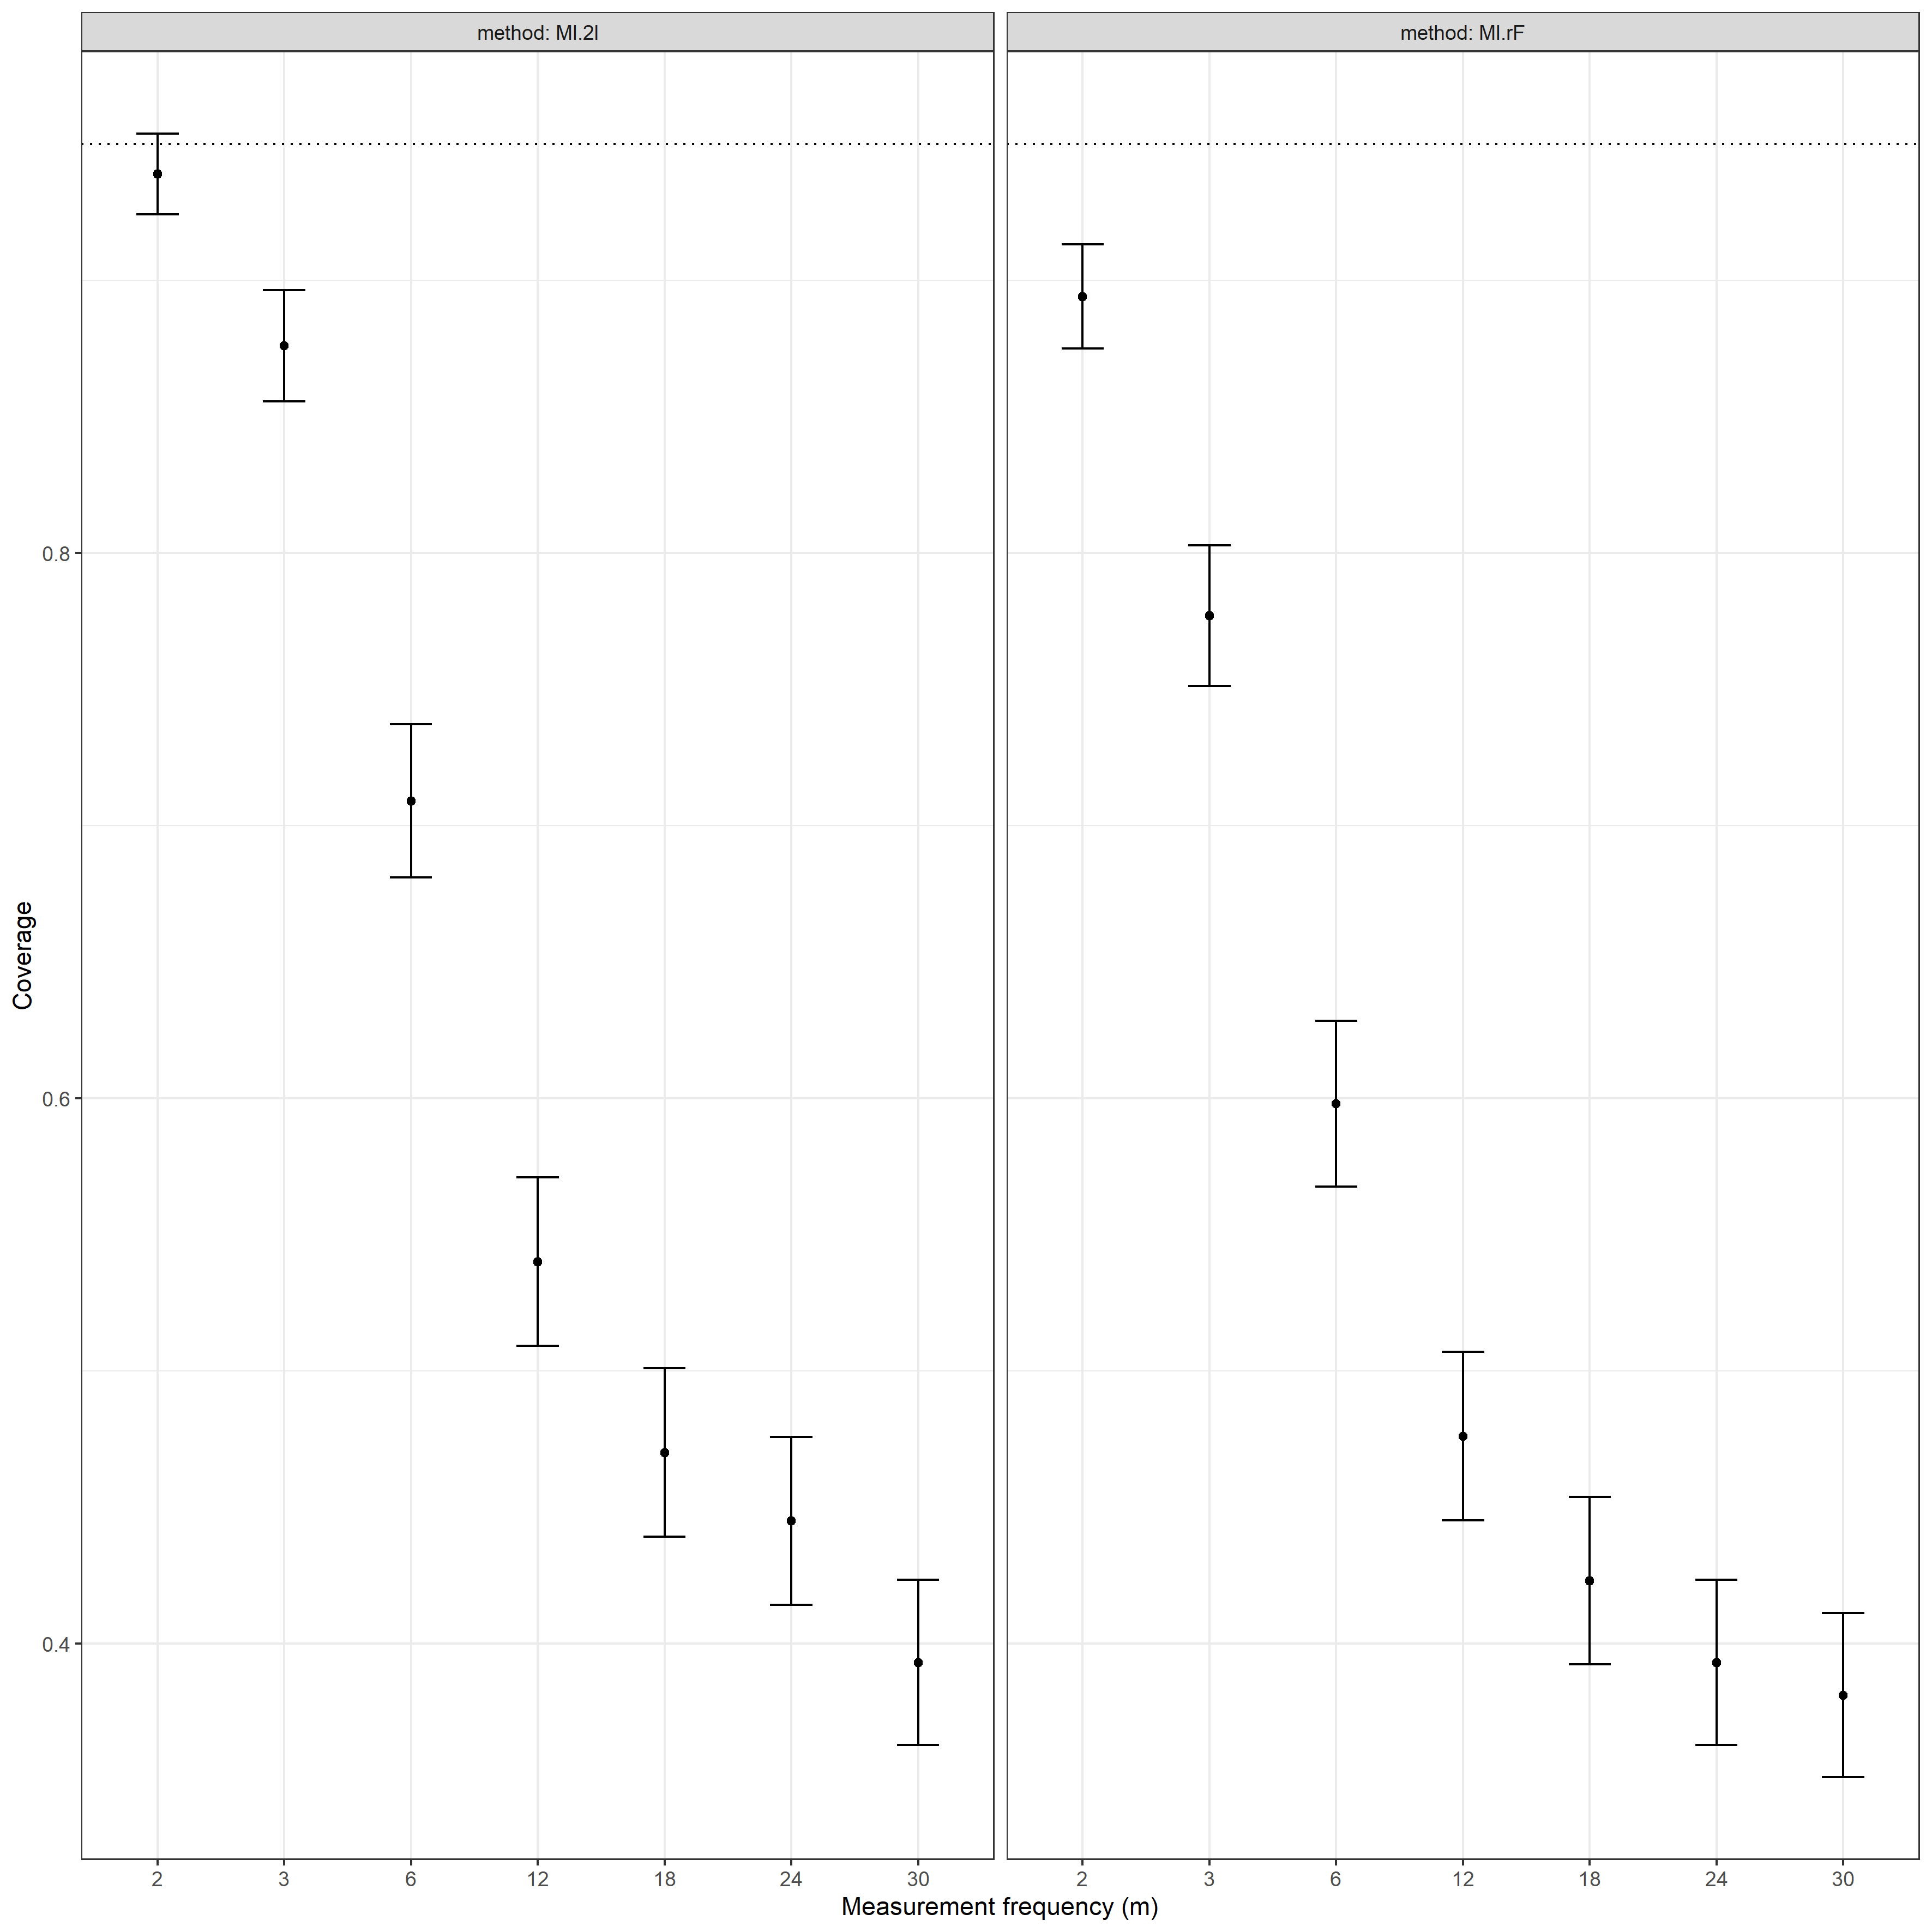 method: MI.2l
method: MI.rF
Coverage
0.8
0.6
0.4
2 3 6 12 18 24 30
2 3 6 12 18 24 30
Measurement frequency (m)